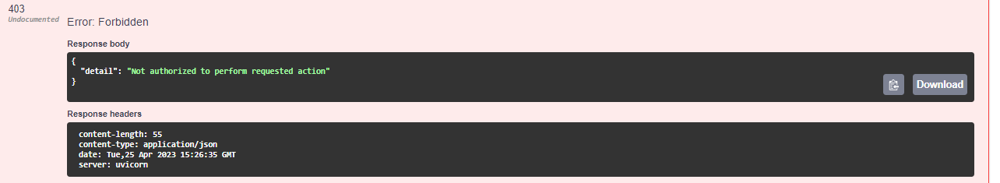 403
Undocumented
Error: Forbidden
Response body
{
  "detail": "Not authorized to perform requested action"
}
Download
Response headers
content-length: 55
content-type: application/json
date: Tue,25 Apr 2023 15:26:35 GMT
server: uvicorn